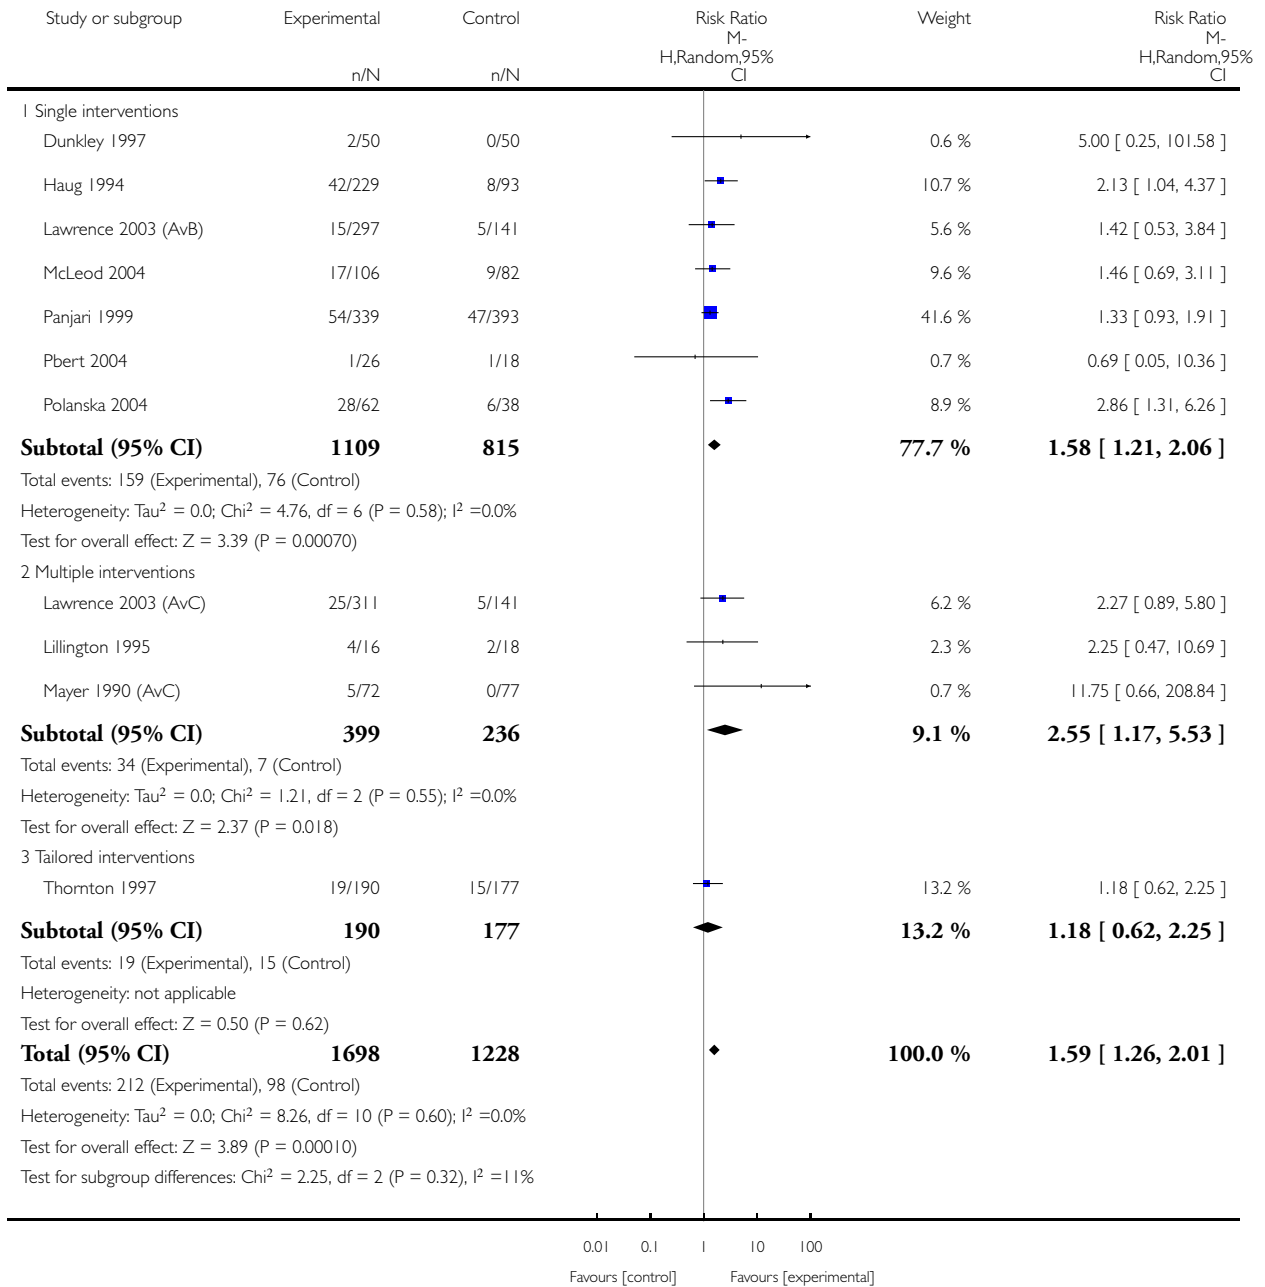 Study or subgroup Experimental Control Risk Ratio Weight Risk Ratio
M- M-
H,Random,95% H,Random,95%
n/N n/N CI CI
1 Single interventions
Dunkley 1997 2/50 0/50 0.6 % 5.00 [ 0.25, 101.58 ]
Haug 1994 42/229 8/93 10.7 % 2.13 [ 1.04, 4.37 ]
Lawrence 2003 (AvB) 15/297 5/141 5.6 % 1.42 [ 0.53, 3.84 ]
McLeod 2004 17/106 9/82 9.6 % 1.46 [ 0.69, 3.11 ]
Panjari 1999 54/339 47/393 41.6 % 1.33 [ 0.93, 1.91 ]
Pbert 2004 1/26 1/18 0.7 % 0.69 [ 0.05, 10.36 ]
Polanska 2004 28/62 6/38 8.9 % 2.86 [ 1.31, 6.26 ]
Subtotal (95% CI) 1109 815 77.7 % 1.58 [ 1.21, 2.06 ]
Total events: 159 (Experimental), 76 (Control)
Heterogeneity: Tau² = 0.0; Chi² = 4.76, df = 6 (P = 0.58); I² =0.0%
Test for overall effect: Z = 3.39 (P = 0.00070)
2 Multiple interventions
Lawrence 2003 (AvC) 25/311 5/141 6.2 % 2.27 [ 0.89, 5.80 ]
Lillington 1995 4/16 2/18 2.3 % 2.25 [ 0.47, 10.69 ]
Mayer 1990 (AvC) 5/72 0/77 0.7 % 11.75 [ 0.66, 208.84 ]
Subtotal (95% CI) 399 236 9.1 % 2.55 [ 1.17, 5.53 ]
Total events: 34 (Experimental), 7 (Control)
Heterogeneity: Tau² = 0.0; Chi² = 1.21, df = 2 (P = 0.55); I² =0.0%
Test for overall effect: Z = 2.37 (P = 0.018)
3 Tailored interventions
Thornton 1997 19/190 15/177 13.2 % 1.18 [ 0.62, 2.25 ]
Subtotal (95% CI) 190 177 13.2 % 1.18 [ 0.62, 2.25 ]
Total events: 19 (Experimental), 15 (Control)
Heterogeneity: not applicable
Test for overall effect: Z = 0.50 (P = 0.62)
Total (95% CI) 1698 1228 100.0 % 1.59 [ 1.26, 2.01 ]
Total events: 212 (Experimental), 98 (Control)
Heterogeneity: Tau² = 0.0; Chi² = 8.26, df = 10 (P = 0.60); I² =0.0%
Test for overall effect: Z = 3.89 (P = 0.00010)
Test for subgroup differences: Chi² = 2.25, df = 2 (P = 0.32), I² =11%
0.01 0.1 1 10 100
Favours [control] Favours [experimental]